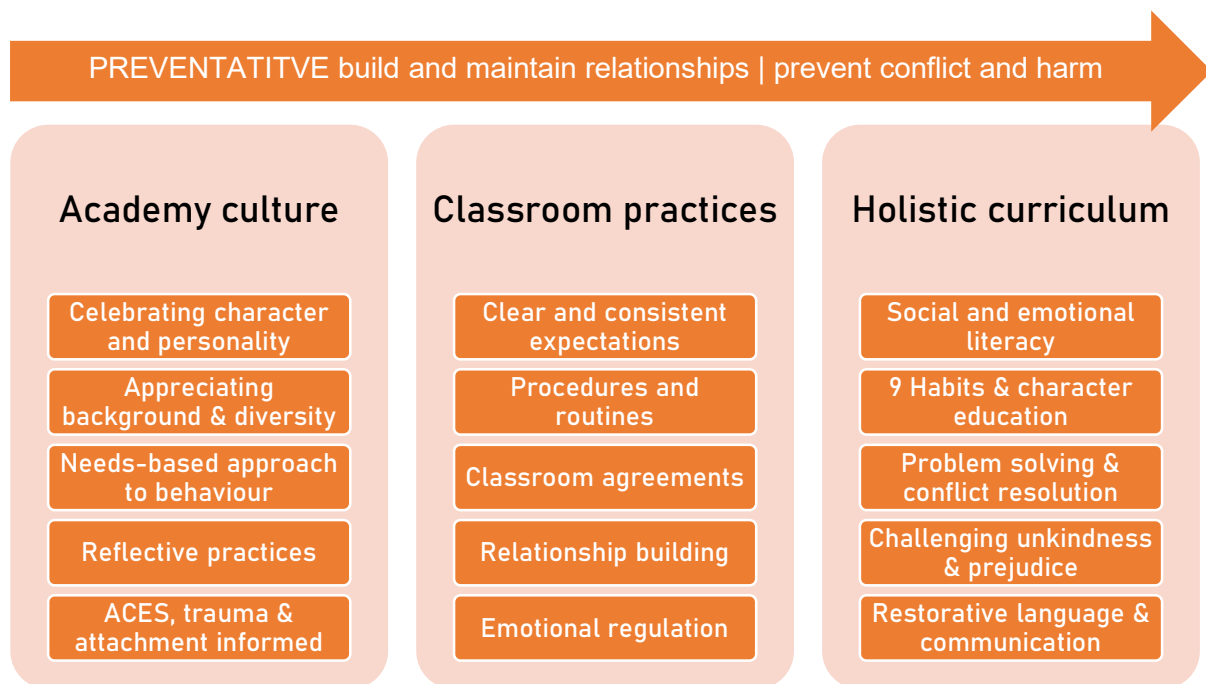 PREVENTATITVE build and maintain relationships | prevent conflict and harm
Academy culture
Celebrating character
and personality
Appreciating
background & diversity
Needs-based approach
to behaviour
Reflective practices
ACES, trauma &
attachment informed
Classroom practices
Clear and consistent
expectations
Procedures and
routines
Classroom agreements
Relationship building
Emotional regulation
Holistic curriculum
Social and emotional
literacy
9 Habits & character
education
Problem solving &
conflict resolution
Challenging unkindness
& prejudice
Restorative language &
communication